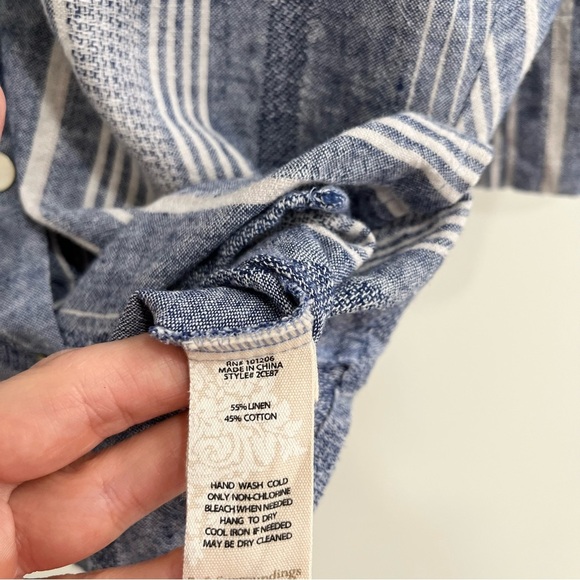 RN# 101206
MADE IN CHINA
STYLE# 2CE87
55% LINEN
45% COTTON
HAND WASH COLD
ONLY NON-CHLORINE
BLEACH WHEN NEEDED
HANG TO DRY
COOL IRON IF NEEDED
MAY BE DRY CLEANED
Surroundings